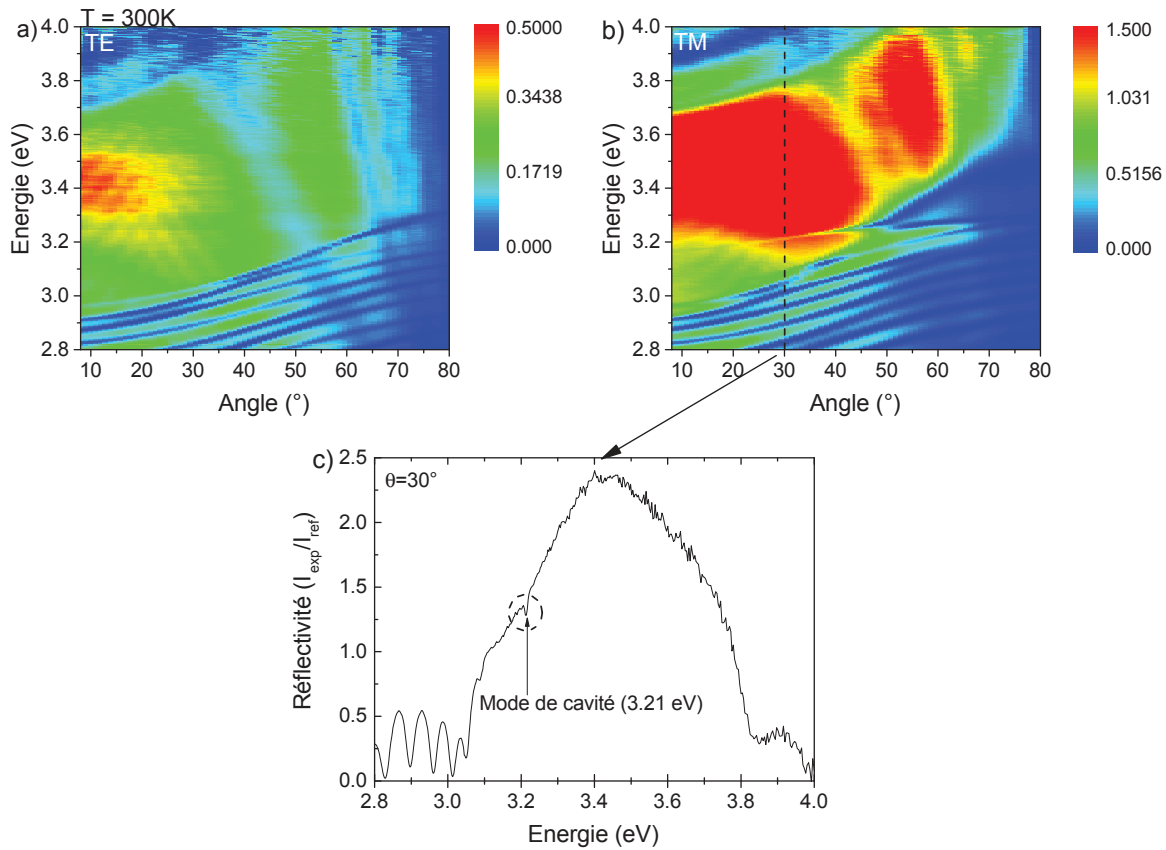 T = 300K
a)
TE
Energie (eV)
4.0
3.8
3.6
3.4
3.2
3.0
2.8
10 20 30 40 50 60 70 80
Angle (°)
0.5000
0.3438
0.1719
0.000
b)
TM
Energie (eV)
4.0
3.8
3.6
3.4
3.2
3.0
2.8
10 20 30 40 50 60 70 80
Angle (°)
1.500
1.031
0.5156
0.000
c)
θ=30°
Réflectivité (I_exp/I_ref)
2.5
2.0
1.5
1.0
0.5
0.0
Mode de cavité (3.21 eV)
2.8 3.0 3.2 3.4 3.6 3.8 4.0
Energie (eV)